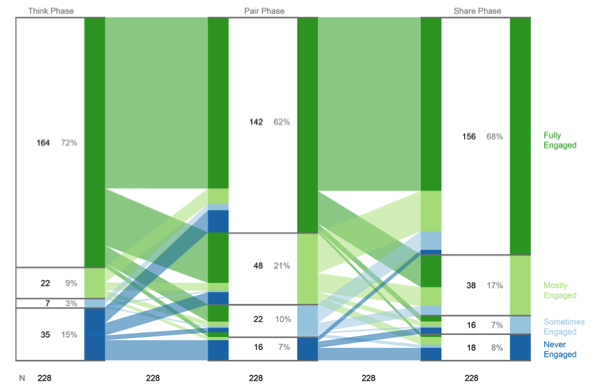 Think Phase Pair Phase Share Phase
164 72%
142 62%
156 68%
Fully
Engaged
22 9%
48 21%
38 17%
Mostly
Engaged
7 3%
22 10%
16 7%
Sometimes
Engaged
35 15%
16 7%
18 8%
Never
Engaged
N 228 228 228 228 228